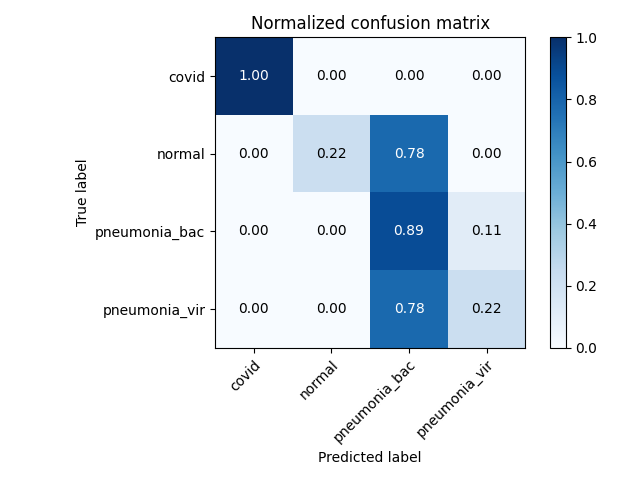 Normalized confusion matrix
True label
covid 1.00 0.00 0.00 0.00
normal 0.00 0.22 0.78 0.00
pneumonia_bac 0.00 0.00 0.89 0.11
pneumonia_vir 0.00 0.00 0.78 0.22
covid normal pneumonia_bac pneumonia_vir
Predicted label
1.0
0.8
0.6
0.4
0.2
0.0